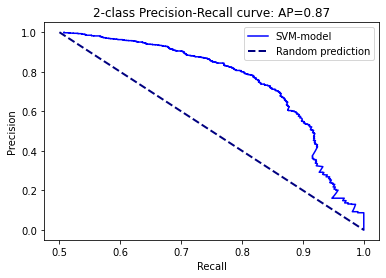 2-class Precision-Recall curve: AP=0.87
SVM-model
Random prediction
Precision
1.0
0.8
0.6
0.4
0.2
0.0
0.5
0.6
0.7
0.8
0.9
1.0
Recall